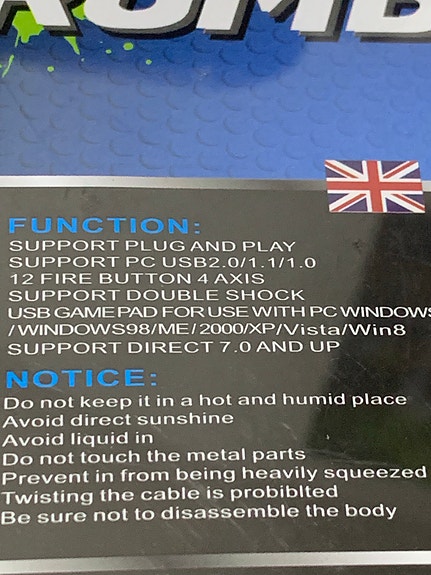 FUNCTION:
SUPPORT PLUG AND PLAY
SUPPORT PC USB2.0/1.1/1.0
12 FIRE BUTTON 4 AXIS
SUPPORT DOUBLE SHOCK
USB GAME PAD FOR USE WITH PC WINDOWS
/WINDOWS98/ME/2000/XP/Vista/Win8
SUPPORT DIRECT 7.0 AND UP
NOTICE:
Do not keep it in a hot and humid place
Avoid direct sunshine
Avoid liquid in
Do not touch the metal parts
Prevent in from being heavily squeezed
Twisting the cable is probiblted
Be sure not to disassemble the body